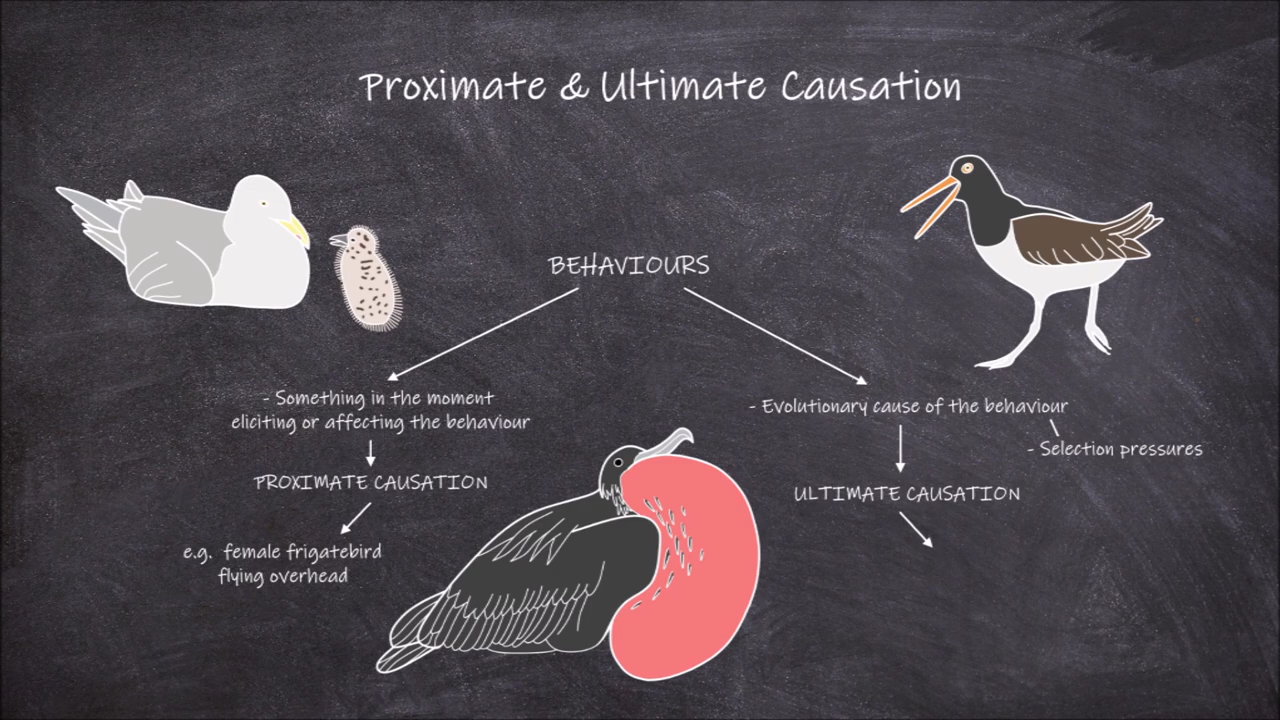 Proximate & Ultimate Causation
BEHAVIOURS
- Something in the moment
eliciting or affecting the behaviour
PROXIMATE CAUSATION
e.g. female frigatebird
flying overhead
- Evolutionary cause of the behaviour
- Selection pressures
ULTIMATE CAUSATION